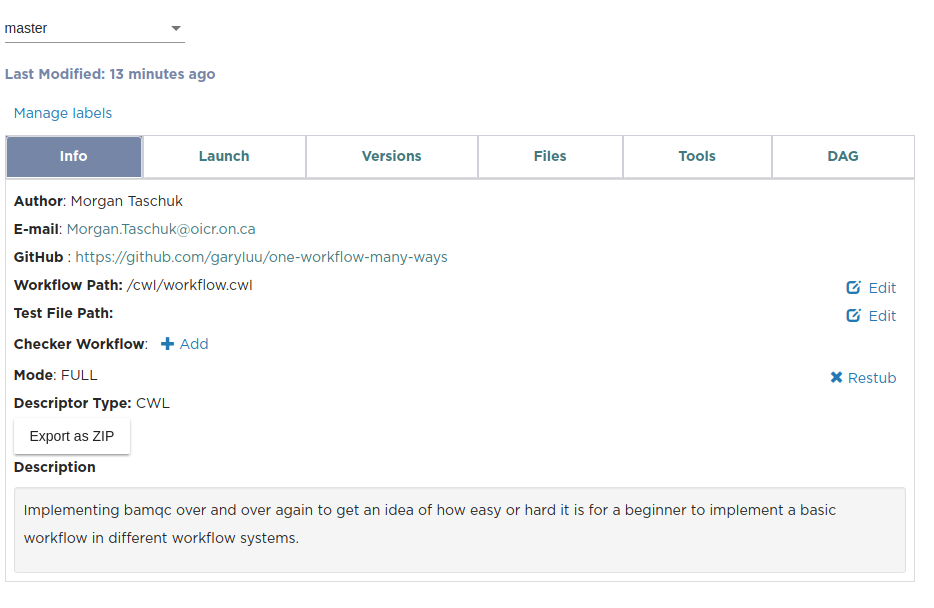 master
Last Modified: 13 minutes ago
Manage labels
Info Launch Versions Files Tools DAG
Author: Morgan Taschuk
E-mail: Morgan.Taschuk@oicr.on.ca
GitHub : https://github.com/garyluu/one-workflow-many-ways
Workflow Path: /cwl/workflow.cwl Edit
Test File Path: Edit
Checker Workflow: Add
Mode: FULL Restub
Descriptor Type: CWL
Export as ZIP
Description
Implementing bamqc over and over again to get an idea of how easy or hard it is for a beginner to implement a basic
workflow in different workflow systems.